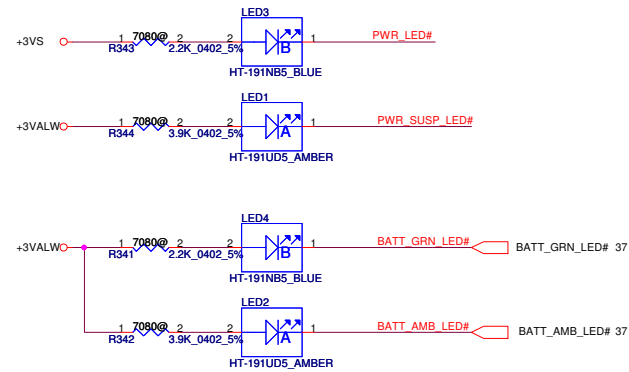 LED3
+3VS 1 7080@ 2 2 B 1 PWR_LED#
R343 2.2K_0402_5%
HT-191NB5_BLUE
LED1
+3VALW 1 7080@ 2 2 A 1 PWR_SUSP_LED#
R344 3.9K_0402_5%
HT-191UD5_AMBER
LED4
+3VALW 1 7080@ 2 2 B 1 BATT_GRN_LED# BATT_GRN_LED# 37
R341 2.2K_0402_5%
HT-191NB5_BLUE
LED2
1 7080@ 2 2 A 1 BATT_AMB_LED# BATT_AMB_LED# 37
R342 3.9K_0402_5%
HT-191UD5_AMBER